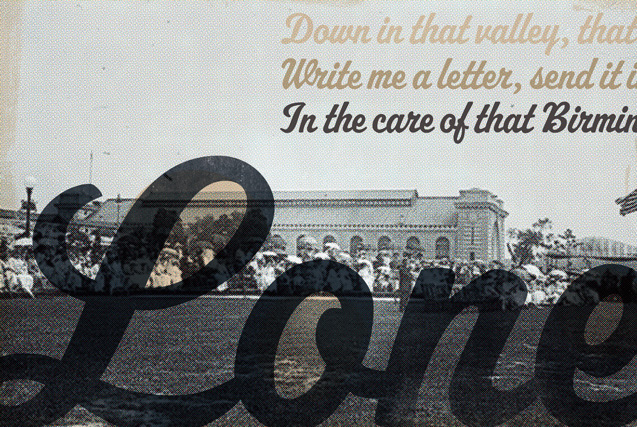 Down in that valley, that
Write me a letter, send it i
In the care of that Birmin
Lone